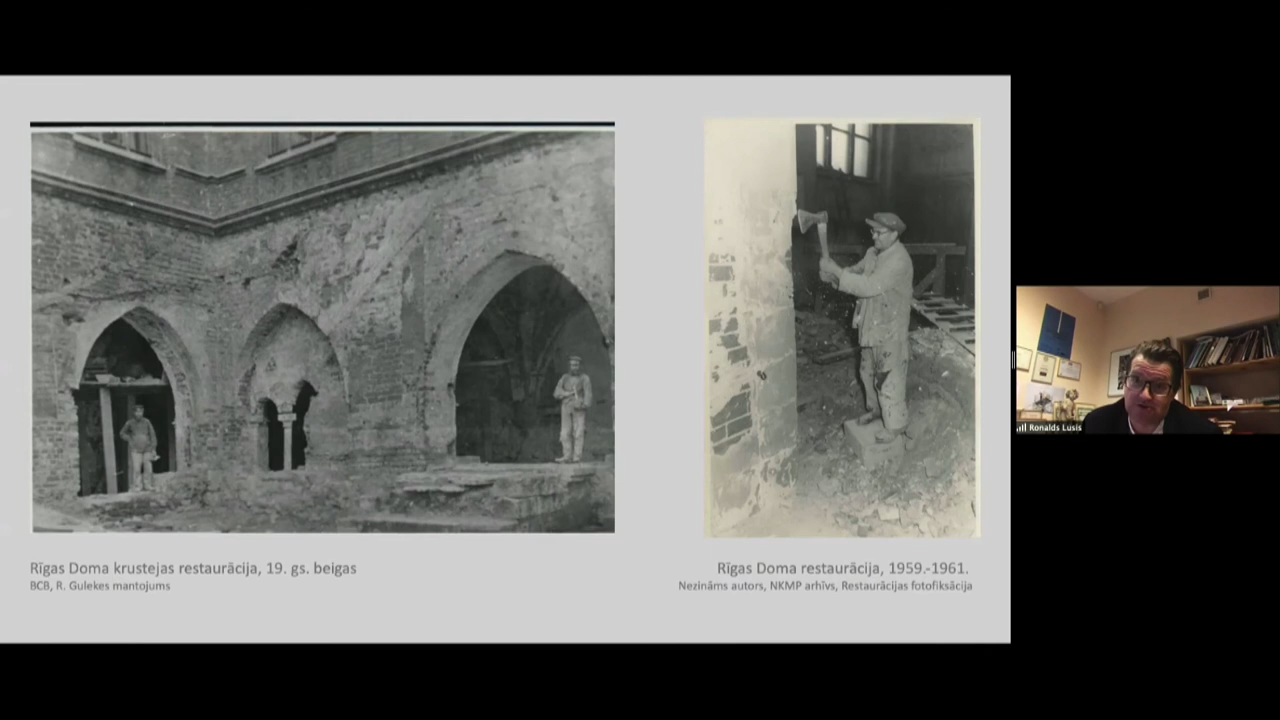 Rīgas Doma krustejas restaurācija, 19. gs. beigas
BCB, R. Gulekes mantojums
Rīgas Doma restaurācija, 1959.-1961.
Nezināms autors, NKMP arhīvs, Restaurācijas fotofiksācija
Ronalds Lūsis